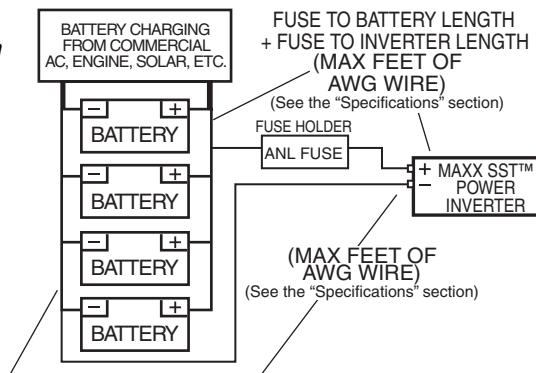 BATTERY CHARGING
FROM COMMERCIAL
AC, ENGINE, SOLAR, ETC.
FUSE TO BATTERY LENGTH
+ FUSE TO INVERTER LENGTH
(MAX FEET OF
AWG WIRE)
(See the “Specifications” section)
− +
BATTERY
FUSE HOLDER
ANL FUSE
− +
BATTERY
+ MAXX SST™
− POWER
INVERTER
− +
BATTERY
(MAX FEET OF
AWG WIRE)
(See the “Specifications” section)
− +
BATTERY